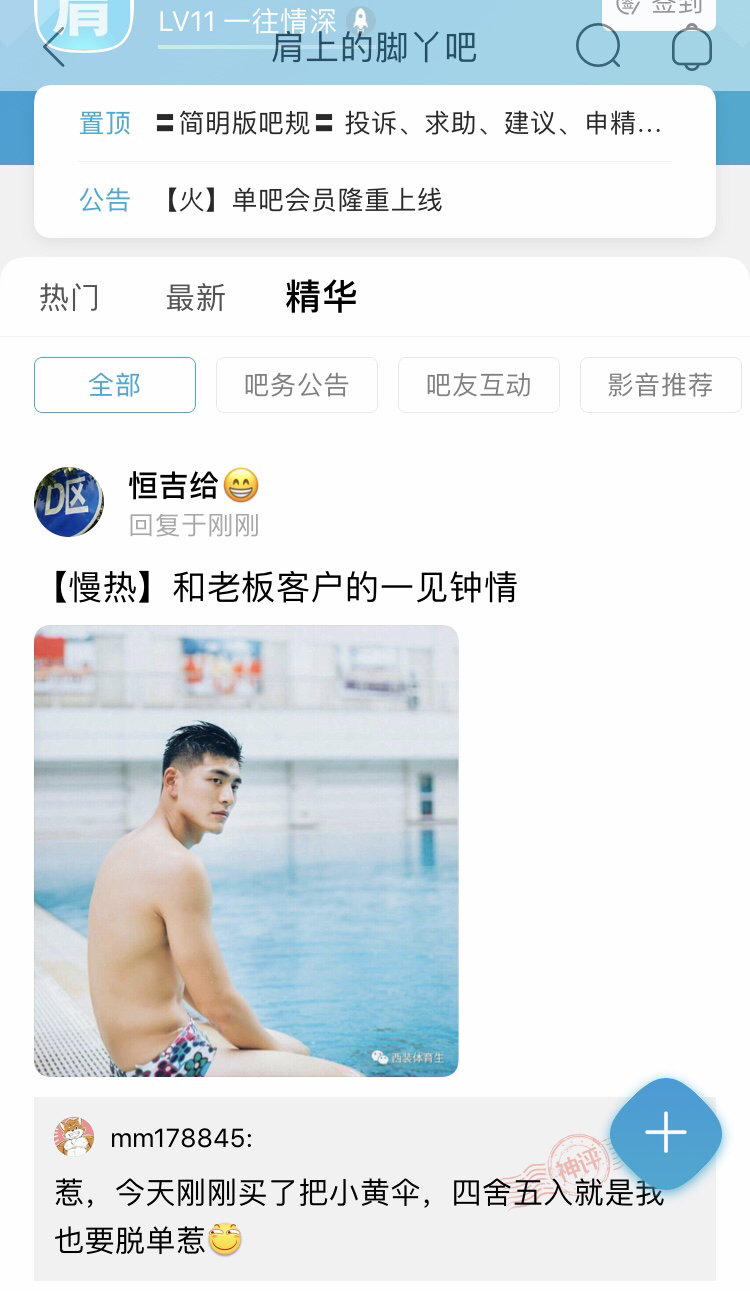 肩
LV11 一往情深
签 签到
肩上的脚丫吧
置顶 〓简明版吧规〓 投诉、求助、建议、申精...
公告 【火】单吧会员隆重上线
热门 最新 精华
全部 吧务公告 吧友互动 影音推荐
D区
恒吉给😁
回复于刚刚
【慢热】和老板客户的一见钟情
西装体育生
mm178845:
神评
惹，今天刚刚买了把小黄伞，四舍五入就是我
也要脱单惹